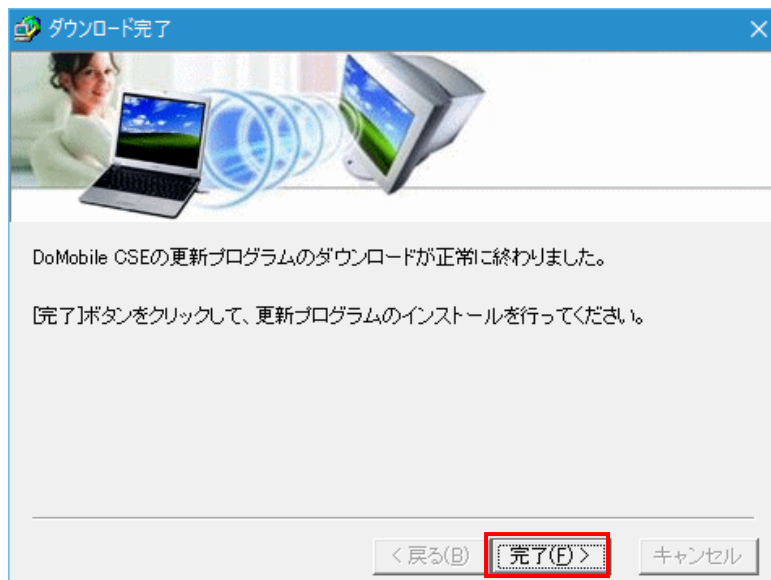 ダウンロード完了
DoMobile CSEの更新プログラムのダウンロードが正常に終わりました。
[完了]ボタンをクリックして、更新プログラムのインストールを行ってください。
< 戻る(B)
完了(F) >
キャンセル